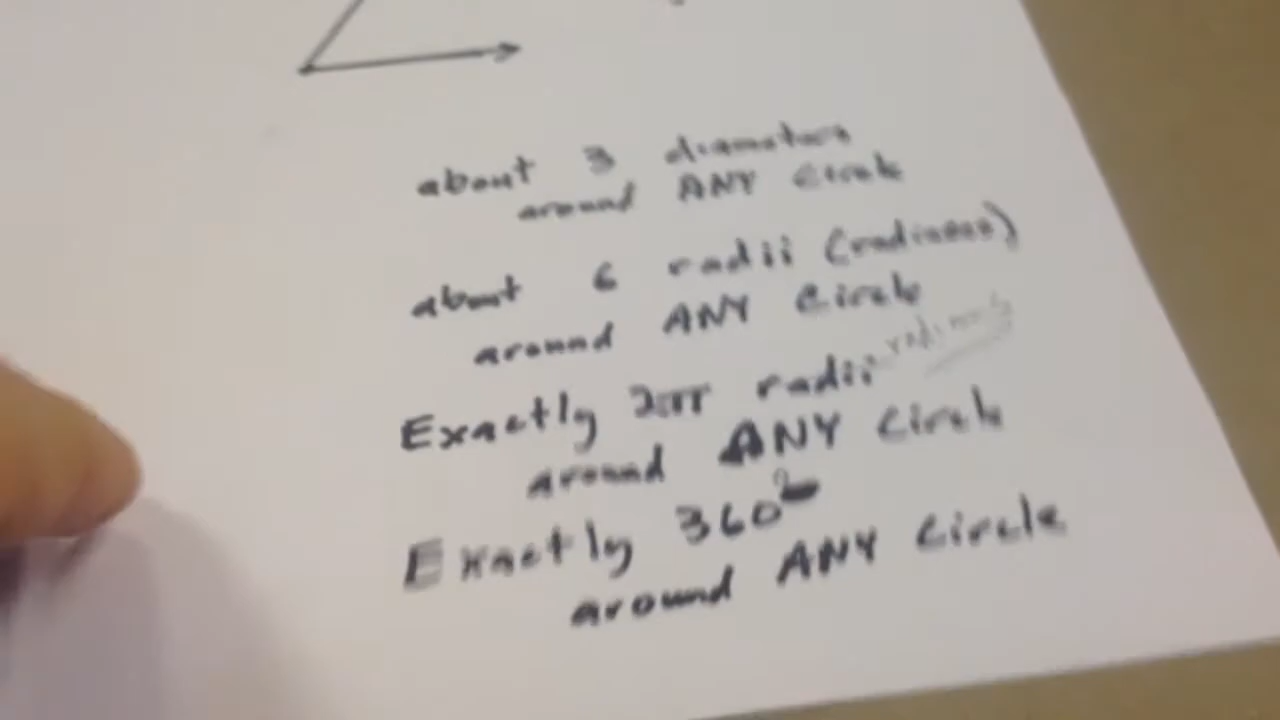 about 3 diameters
around ANY circle
about 6 radii (radiuses)
around ANY circle
Exactly 2π radii radians
around ANY circle
Exactly 360°
around ANY circle